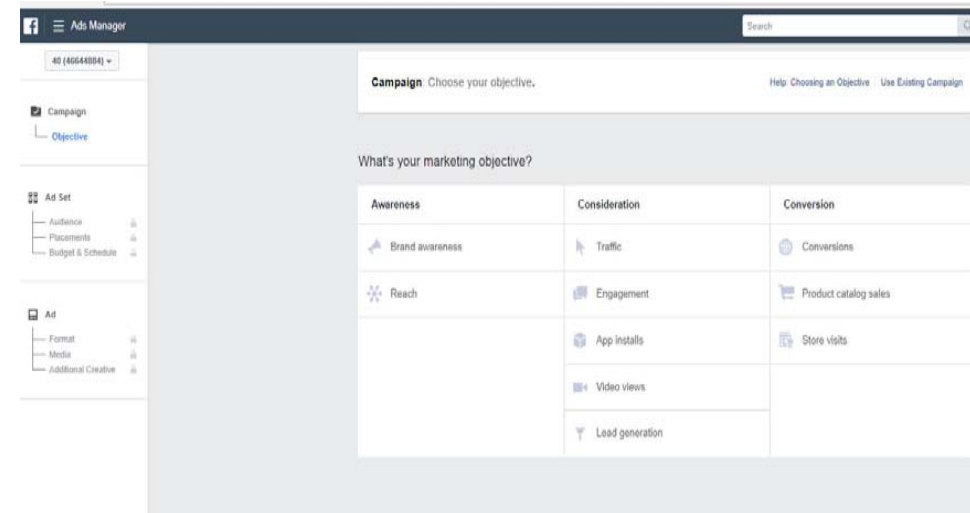 f Ads Manager
Search
40 (46644884)
Campaign
Objective
Ad Set
Audience
Placements
Budget & Schedule
Ad
Format
Media
Additional Creative
Campaign: Choose your objective.
Help: Choosing an Objective Use Existing Campaign
What's your marketing objective?
Awareness Consideration Conversion
Brand awareness Traffic Conversions
Reach Engagement Product catalog sales
App installs Store visits
Video views
Lead generation